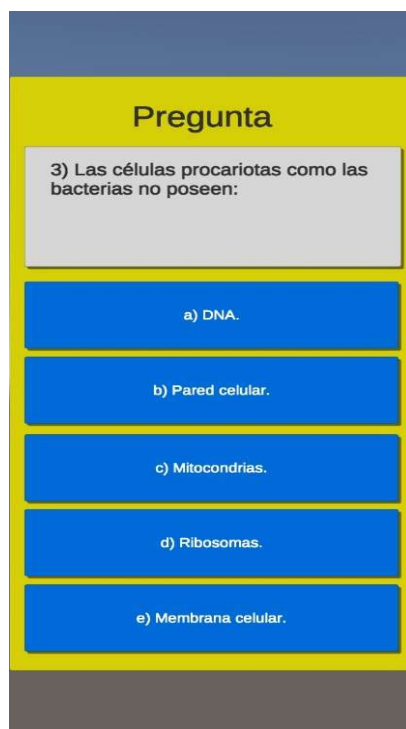 Pregunta
3) Las células procariotas como las
bacterias no poseen:
a) DNA.
b) Pared celular.
c) Mitocondrias.
d) Ribosomas.
e) Membrana celular.